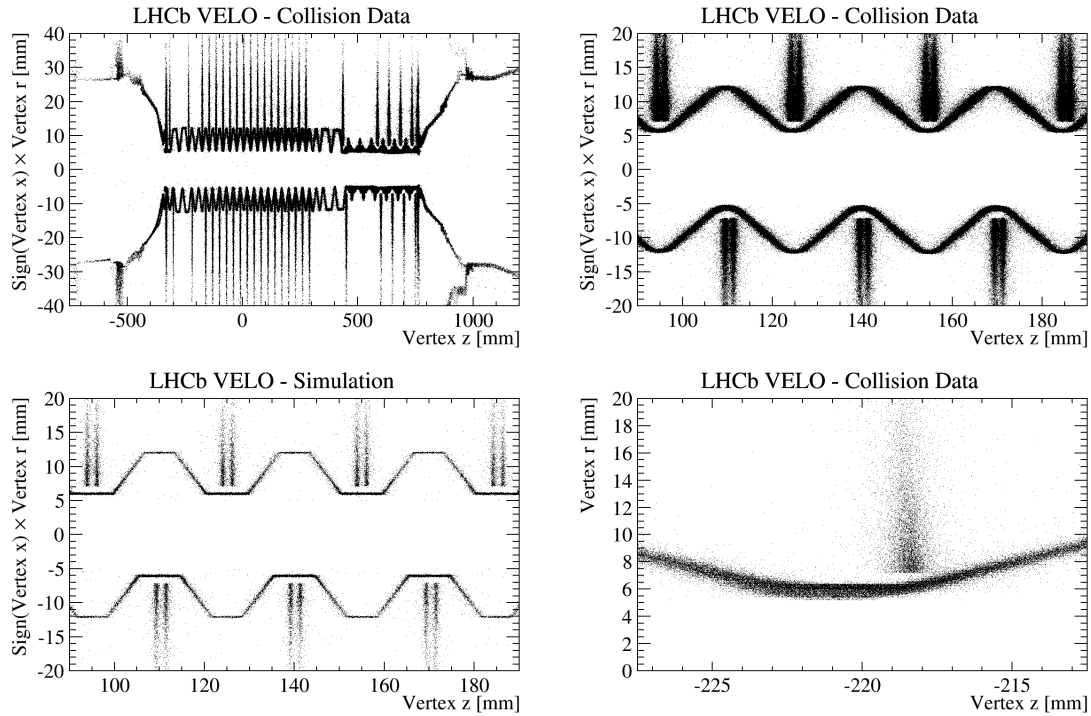 LHCb VELO - Collision Data
Sign(Vertex x) × Vertex r [mm]
40
30
20
10
0
-10
-20
-30
-40
-500 0 500 1000
Vertex z [mm]
LHCb VELO - Collision Data
Sign(Vertex x) × Vertex r [mm]
20
15
10
5
0
-5
-10
-15
-20
100 120 140 160 180
Vertex z [mm]
LHCb VELO - Simulation
Sign(Vertex x) × Vertex r [mm]
20
15
10
5
0
-5
-10
-15
-20
100 120 140 160 180
Vertex z [mm]
LHCb VELO - Collision Data
Vertex r [mm]
20
18
16
14
12
10
8
6
4
2
0
-225 -220 -215
Vertex z [mm]